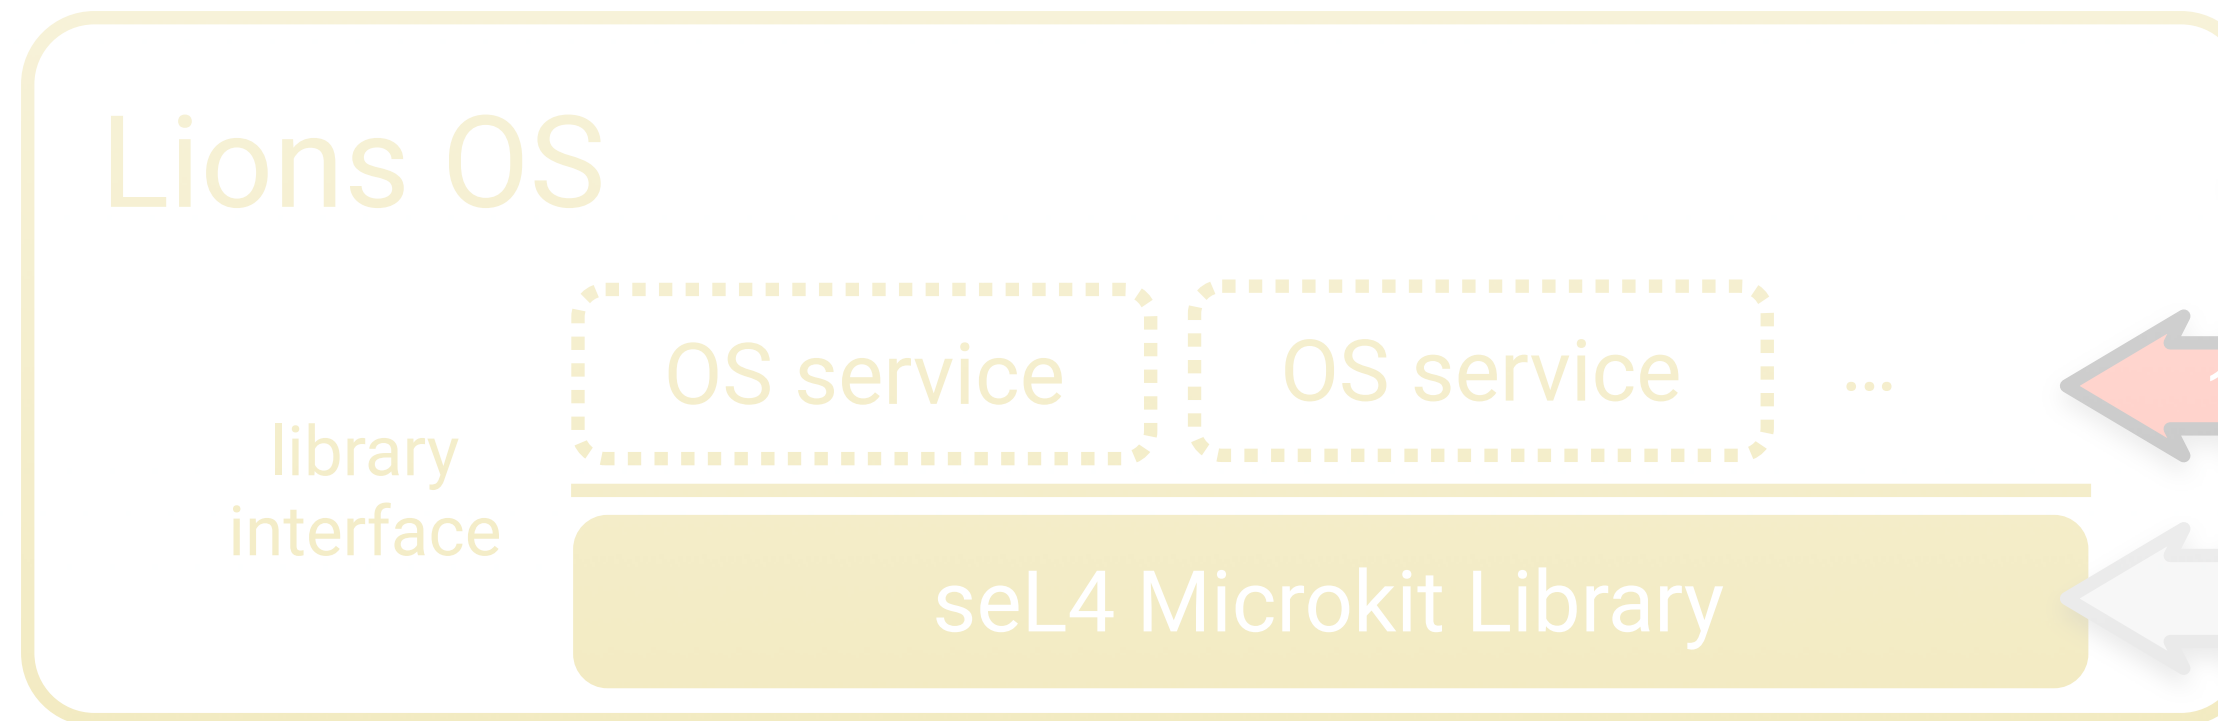 Lions OS
OS service
OS service
...
library
interface
seL4 Microkit Library